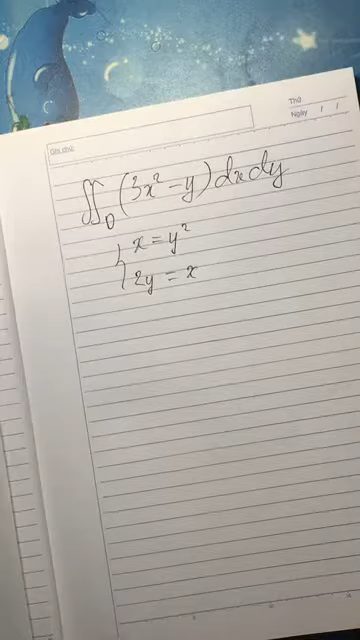 Thứ
Ngày / /
Ghi chú:
∬_D (3x² - y) dx dy
{ x = y²
2y = x